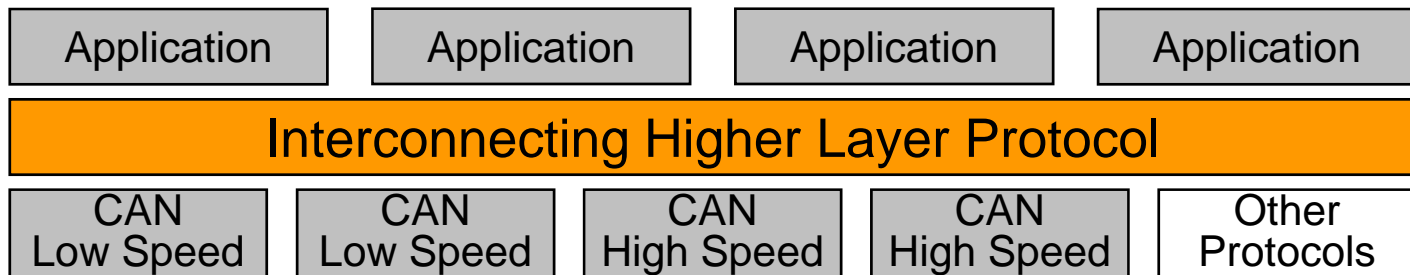 Application Application Application Application
Interconnecting Higher Layer Protocol
CAN CAN CAN CAN Other
Low Speed Low Speed High Speed High Speed Protocols